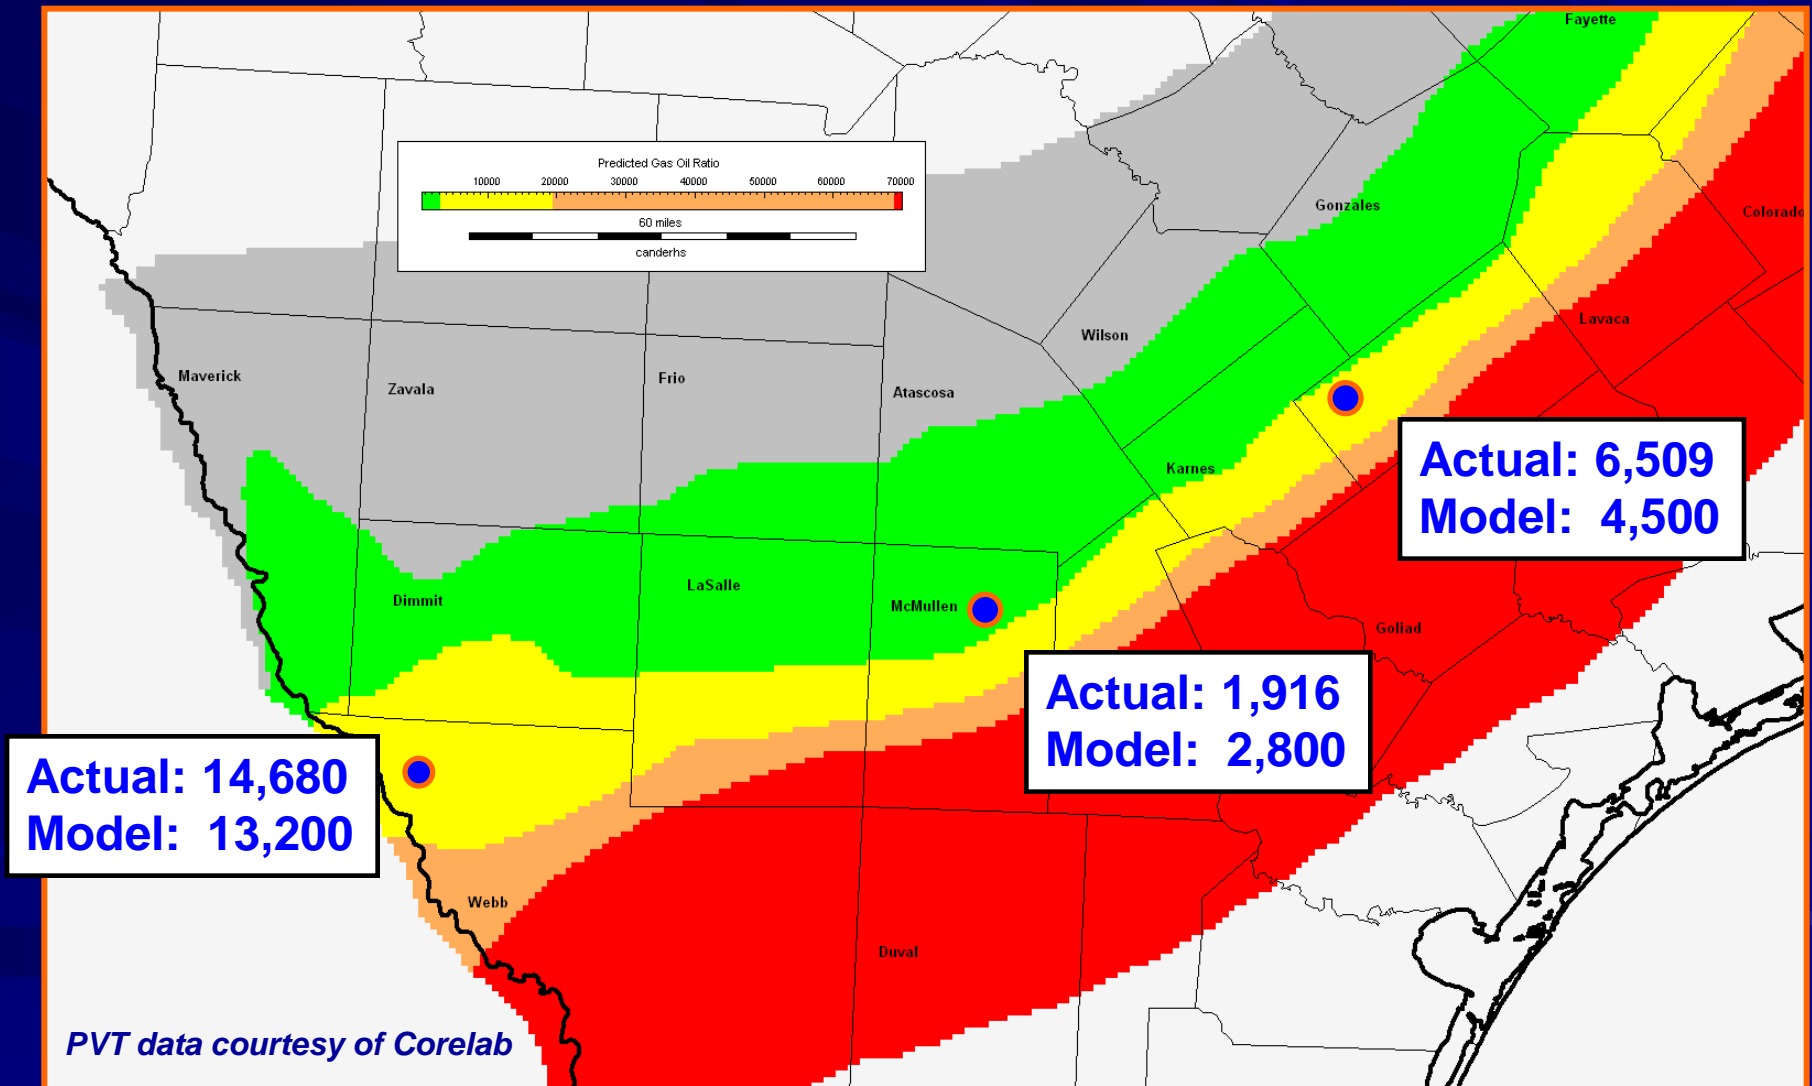 Fayette
Predicted Gas Oil Ratio
10000 20000 30000 40000 50000 60000 70000
60 miles
canderhs
Gonzales
Colorado
Lavaca
Wilson
Maverick
Zavala
Frio
Atascosa
Karnes
Actual: 6,509
Model: 4,500
Dimmit
LaSalle
McMullen
Goliad
Actual: 1,916
Model: 2,800
Actual: 14,680
Model: 13,200
Webb
Duval
PVT data courtesy of Corelab